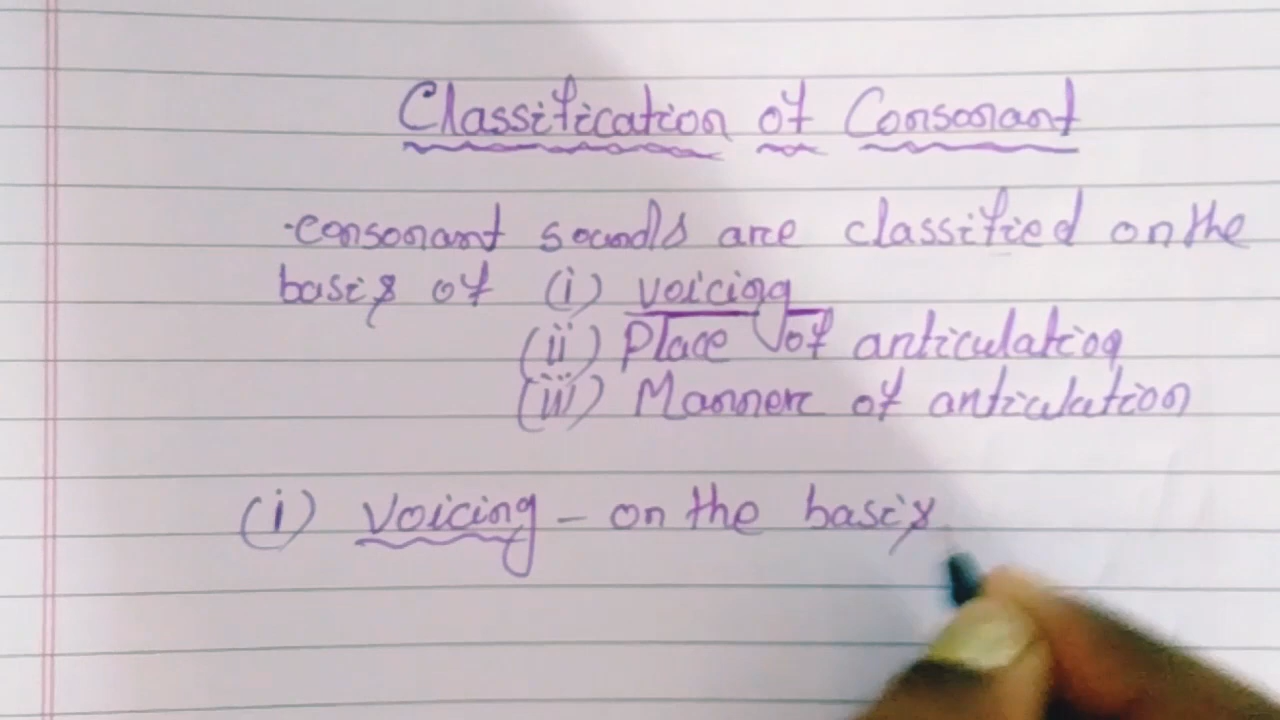 Classification of Consonant
·consonant sounds are classified on the
basis of (i) voicing
(ii) Place of articulation
(iii) Manner of articulation
(i) Voicing - on the basis